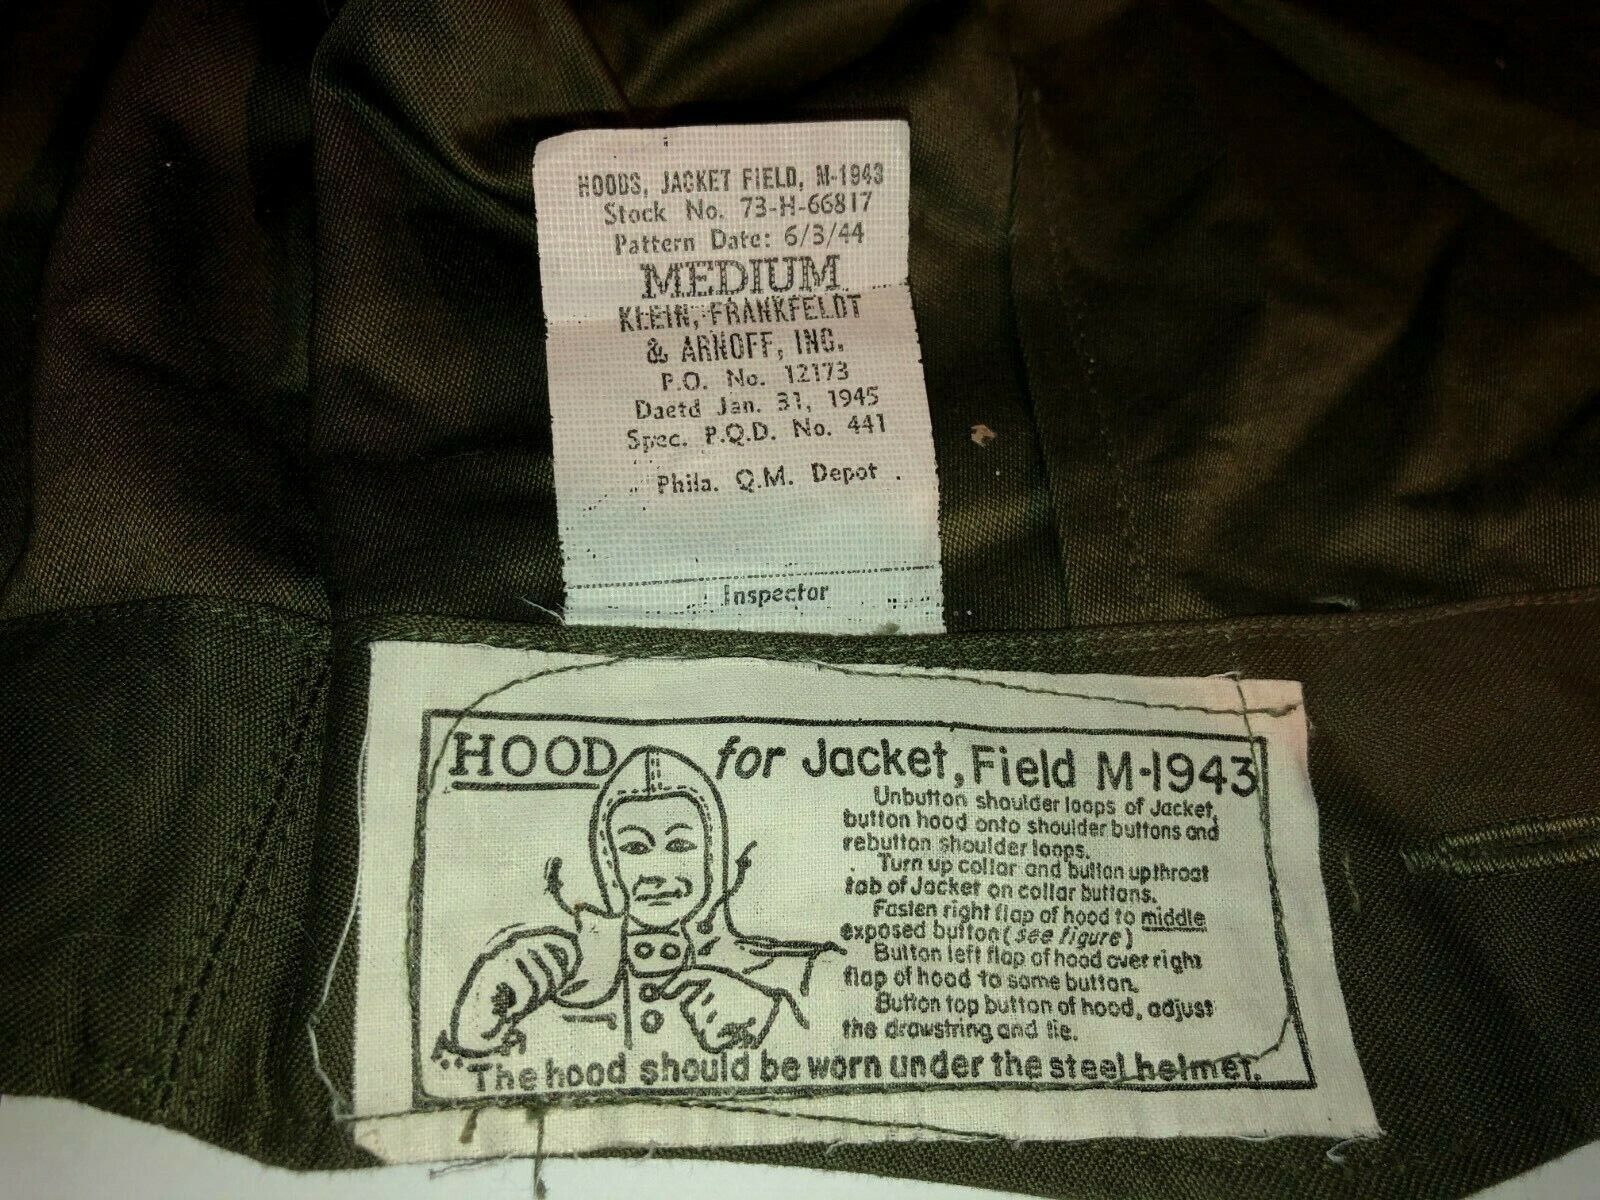 HOODS, JACKET FIELD, M-1943
Stock No. 73-H-66817
Pattern Date: 6/3/44
MEDIUM
KLEIN, FRANKFELDT
& ARNOFF, INC.
P.O. No. 12173
Daetd Jan. 31, 1945
Spec. P.Q.D. No. 441
Phila. Q.M. Depot
Inspector
HOOD for Jacket, Field M-1943
Unbutton shoulder loops of Jacket,
button hood onto shoulder buttons and
rebutton shoulder loops.
Turn up collar and button up throat
tab of Jacket on collar buttons.
Fasten right flap of hood to middle
exposed button (see figure)
Button left flap of hood over right
flap of hood to same button.
Button top button of hood, adjust
the drawstring and tie.
The hood should be worn under the steel helmet.